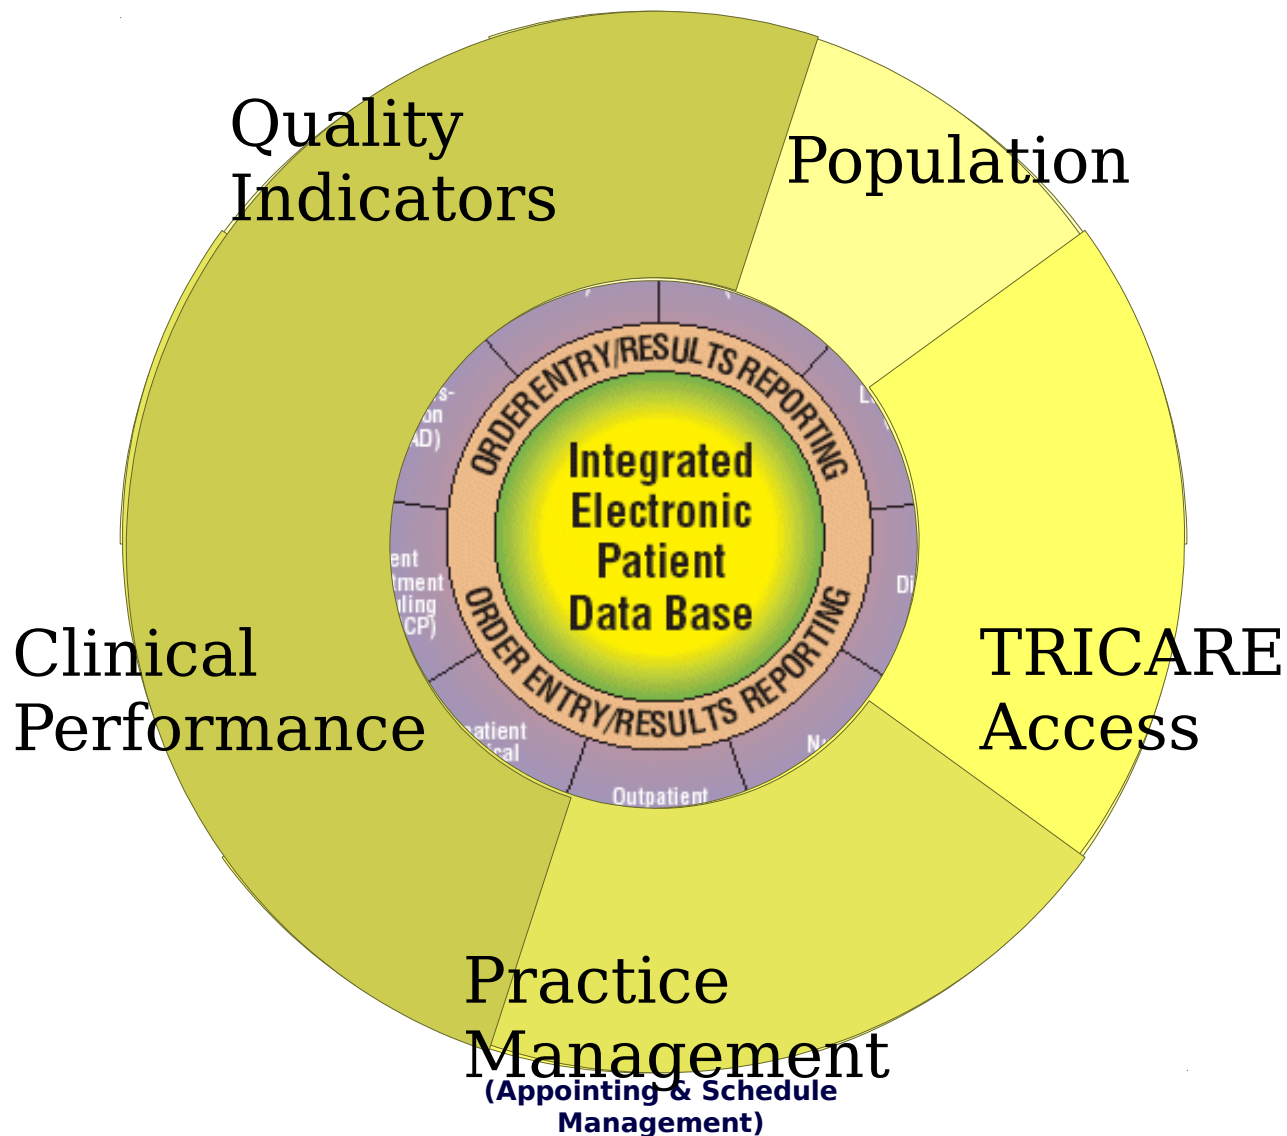 Quality
Indicators
Population
ORDER ENTRY/RESULTS REPORTING
Integrated
Electronic
Patient
Data Base
ORDER ENTRY/RESULTS REPORTING
Outpatient
Clinical
Performance
TRICARE
Access
Practice
Management
(Appointing & Schedule
Management)